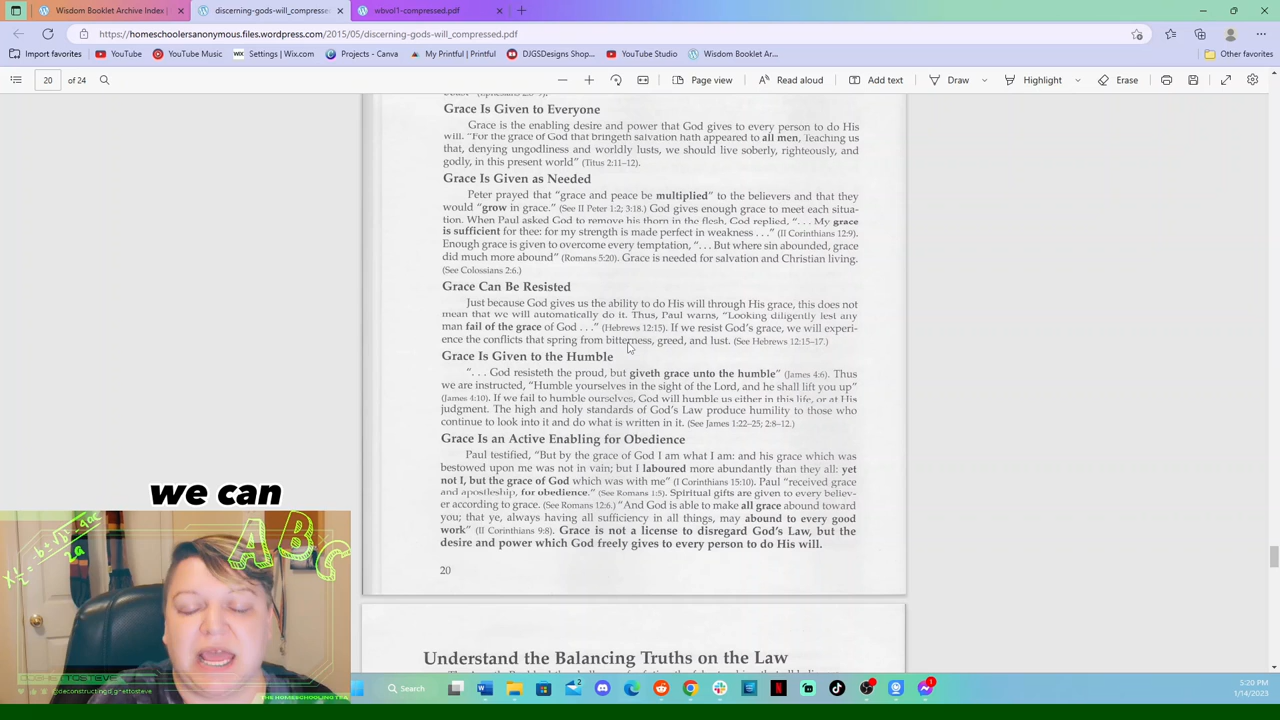 Wisdom Booklet Archive Index |
discerning-gods-will_compressed
wbvol1-compressed.pdf
https://homeschoolersanonymous.files.wordpress.com/2015/05/discerning-gods-will_compressed.pdf
Import favorites
YouTube
YouTube Music
Settings | Wix.com
Projects - Canva
My Printful | Printful
DJGSDesigns Shop...
YouTube Studio
Wisdom Booklet Ar...
Other favorites
20 of 24
Page view
Read aloud
Add text
Draw
Highlight
Erase
Grace Is Given to Everyone
Grace is the enabling desire and power that God gives to every person to do His
will. "For the grace of God that bringeth salvation hath appeared to all men, Teaching us
that, denying ungodliness and worldly lusts, we should live soberly, righteously, and
godly, in this present world" (Titus 2:11–12).
Grace Is Given as Needed
Peter prayed that "grace and peace be multiplied" to the believers and that they
would "grow in grace." (See II Peter 1:2; 3:18.) God gives enough grace to meet each situa-
tion. When Paul asked God to remove his thorn in the flesh, God replied, ". . . My grace
is sufficient for thee: for my strength is made perfect in weakness . . ." (II Corinthians 12:9).
Enough grace is given to overcome every temptation, ". . . But where sin abounded, grace
did much more abound" (Romans 5:20). Grace is needed for salvation and Christian living.
(See Colossians 2:6.)
Grace Can Be Resisted
Just because God gives us the ability to do His will through His grace, this does not
mean that we will automatically do it. Thus, Paul warns, "Looking diligently lest any
man fail of the grace of God . . ." (Hebrews 12:15). If we resist God's grace, we will experi-
ence the conflicts that spring from bitterness, greed, and lust. (See Hebrews 12:15–17.)
Grace Is Given to the Humble
". . . God resisteth the proud, but giveth grace unto the humble" (James 4:6). Thus
we are instructed, "Humble yourselves in the sight of the Lord, and he shall lift you up"
(James 4:10). If we fail to humble ourselves, God will humble us either in this life, or at His
judgment. The high and holy standards of God's Law produce humility to those who
continue to look into it and do what is written in it. (See James 1:22–25; 2:8–12.)
Grace Is an Active Enabling for Obedience
Paul testified, "But by the grace of God I am what I am: and his grace which was
bestowed upon me was not in vain; but I laboured more abundantly than they all: yet
not I, but the grace of God which was with me" (I Corinthians 15:10). Paul "received grace
and apostleship, for obedience." (See Romans 1:5). Spiritual gifts are given to every believ-
er according to grace. (See Romans 12:6.) "And God is able to make all grace abound toward
you; that ye, always having all sufficiency in all things, may abound to every good
work" (II Corinthians 9:8). Grace is not a license to disregard God's Law, but the
desire and power which God freely gives to every person to do His will.
20
Understand the Balancing Truths on the Law
we can
ABC
THE HOMESCHOOLING TEA
Search
5:20 PM
1/14/2023